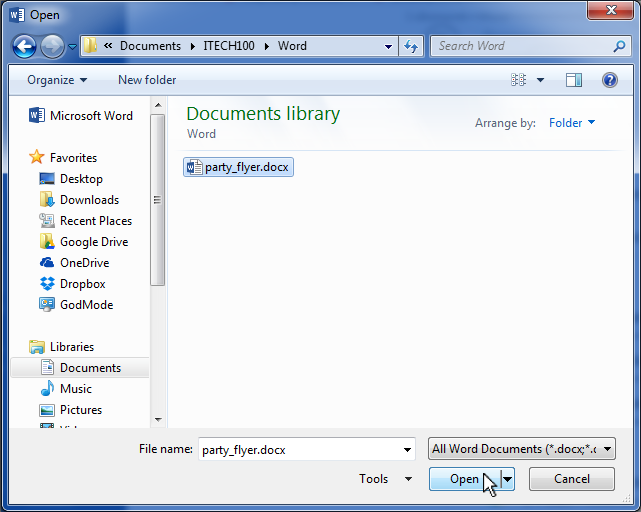 Open
« Documents ITECH100 Word
Search Word
Organize New folder
Microsoft Word
Favorites
Desktop
Downloads
Recent Places
Google Drive
OneDrive
Dropbox
GodMode
Libraries
Documents
Music
Pictures
Documents library
Word
Arrange by: Folder
party_flyer.docx
File name: party_flyer.docx
All Word Documents (*.docx;*.d
Tools Open Cancel